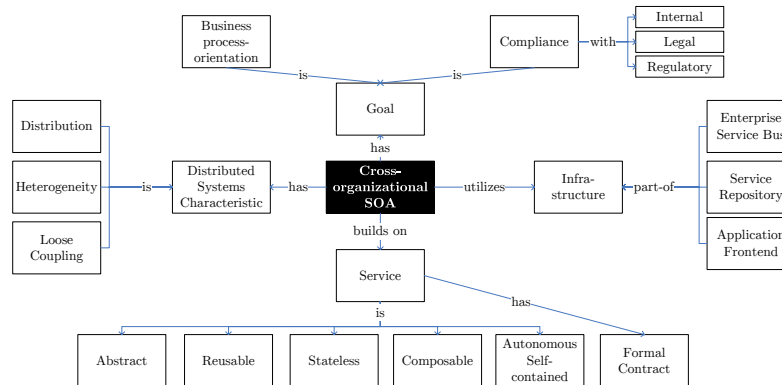 Business
process-
orientation
Compliance
with
Internal
Legal
Regulatory
is
is
Goal
has
Distribution
Heterogeneity
Loose
Coupling
is
Distributed
Systems
Characteristic
has
Cross-
organizational
SOA
utilizes
Infra-
structure
part-of
Enterprise
Service Bus
Service
Repository
Application
Frontend
builds on
Service
is
has
Abstract
Reusable
Stateless
Composable
Autonomous
Self-
contained
Formal
Contract